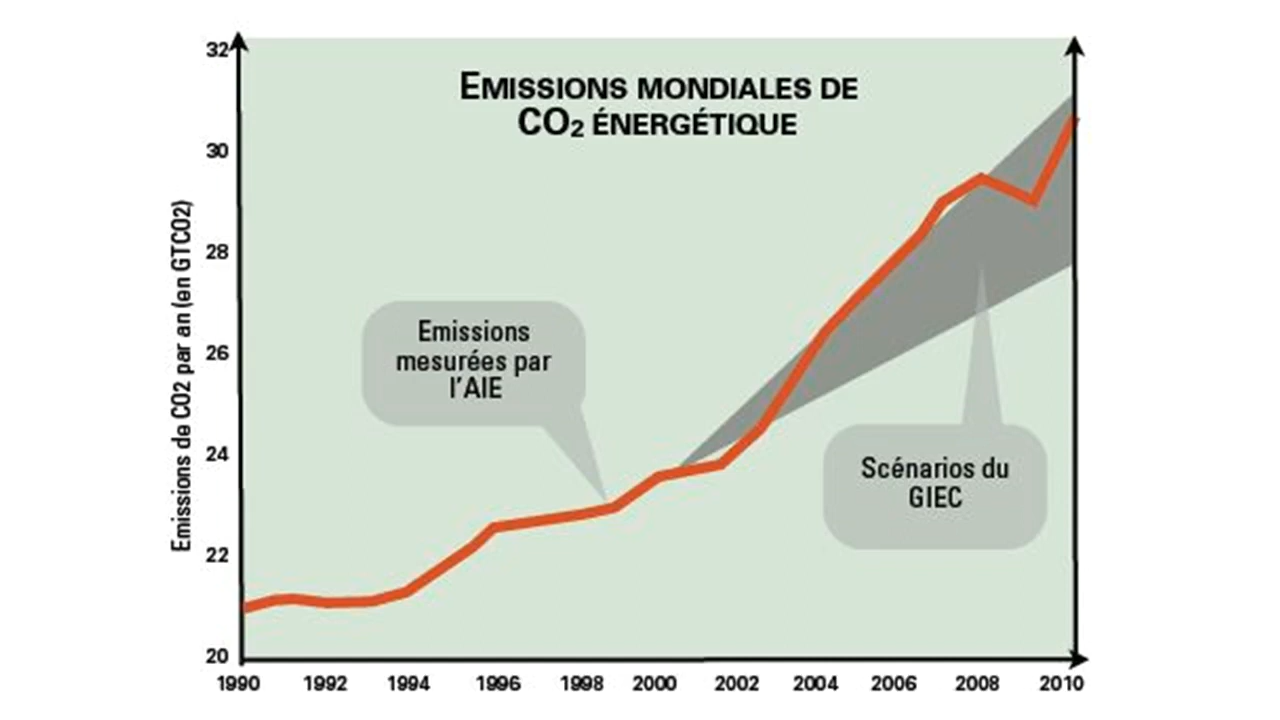 EMISSIONS MONDIALES DE
CO2 ÉNERGÉTIQUE
Emissions de CO2 par an (en GTCO2)
32
30
28
26
24
22
20
Emissions
mesurées par
l'AIE
Scénarios du
GIEC
1990 1992 1994 1996 1998 2000 2002 2004 2006 2008 2010